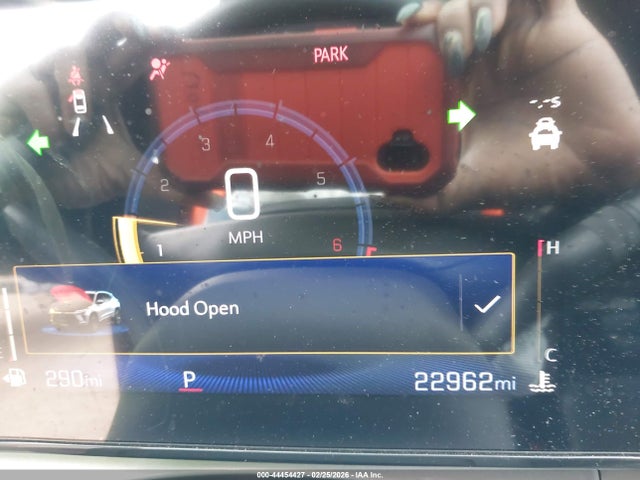 PARK
-.-s
3
4
2
5
0
1
MPH
6
H
Hood Open
C
290mi
P
22962mi
000-44454427 - 02/25/2026 - IAA Inc.